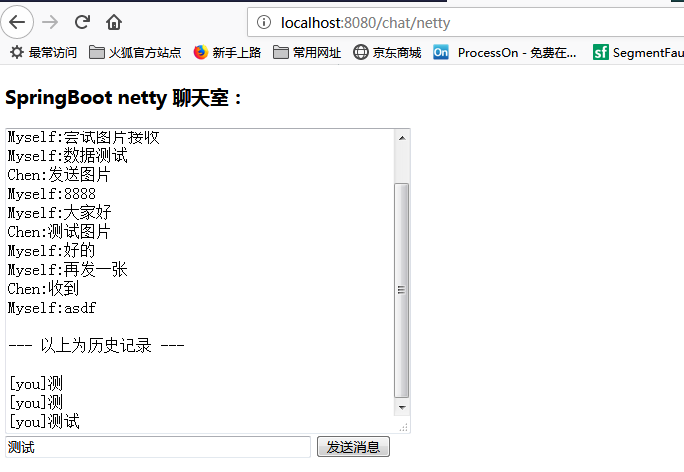 localhost:8080/chat/netty
最常访问 火狐官方站点 新手上路 常用网址 京东商城 On ProcessOn - 免费在... sf SegmentFau
SpringBoot netty 聊天室：
Myself:尝试图片接收
Myself:数据测试
Chen:发送图片
Myself:8888
Myself:大家好
Chen:测试图片
Myself:好的
Myself:再发一张
Chen:收到
Myself:asdf
--- 以上为历史记录 ---
[you]测
[you]测
[you]测试
测试 发送消息